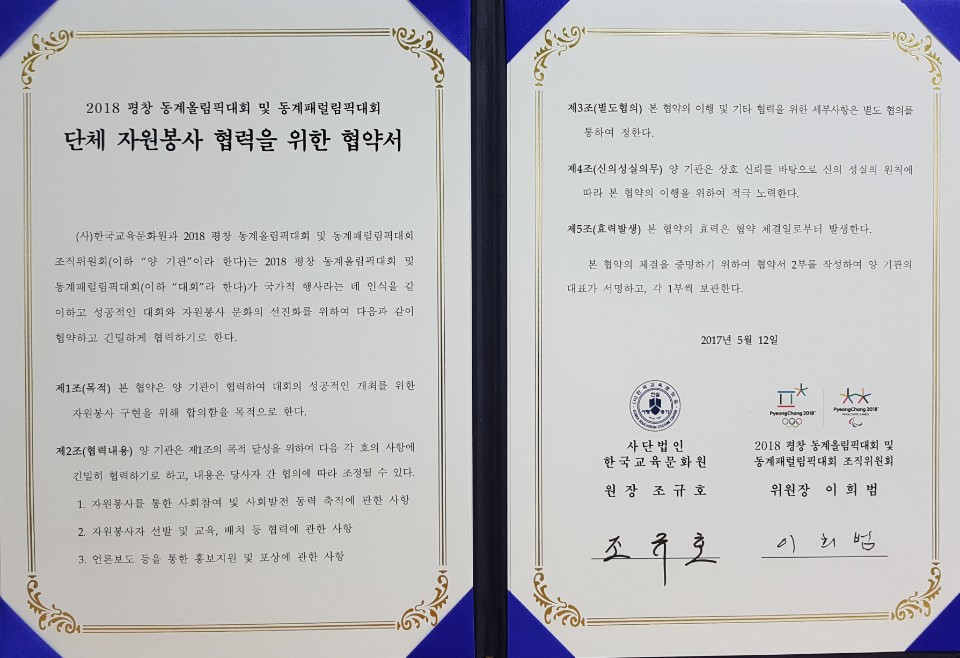 2018 평창 동계올림픽대회 및 동계패럴림픽대회
단체 자원봉사 협력을 위한 협약서
(사)한국교육문화원과 2018 평창 동계올림픽대회 및 동계패럴림픽대회
조직위원회(이하 “양 기관”이라 한다)는 2018 평창 동계올림픽대회 및
동계패럴림픽대회(이하 “대회”라 한다)가 국가적 행사라는 데 인식을 같
이하고 성공적인 대회와 자원봉사 문화의 선진화를 위하여 다음과 같이
협약하고 긴밀하게 협력하기로 한다.
제1조(목적) 본 협약은 양 기관이 협력하여 대회의 성공적인 개최를 위한
자원봉사 구현을 위해 합의함을 목적으로 한다.
제2조(협력내용) 양 기관은 제1조의 목적 달성을 위하여 다음 각 호의 사항에
긴밀히 협력하기로 하고, 내용은 당사자 간 협의에 따라 조정될 수 있다.
1. 자원봉사를 통한 사회참여 및 사회발전 동력 축적에 관한 사항
2. 자원봉사자 선발 및 교육, 배치 등 협력에 관한 사항
3. 언론보도 등을 통한 홍보지원 및 포상에 관한 사항
제3조(별도협의) 본 협약의 이행 및 기타 협력을 위한 세부사항은 별도 협의를
통하여 정한다.
제4조(신의성실의무) 양 기관은 상호 신뢰를 바탕으로 신의 성실의 원칙에
따라 본 협약의 이행을 위하여 적극 노력한다.
제5조(효력발생) 본 협약의 효력은 협약 체결일로부터 발생한다.
본 협약의 체결을 증명하기 위하여 협약서 2부를 작성하여 양 기관의
대표가 서명하고, 각 1부씩 보관한다.
2017년 5월 12일
PyeongChang 2018
PyeongChang 2018
PARALYMPIC GAMES
사단법인
한국교육문화원
원장 조규호
조규호
2018 평창 동계올림픽대회 및
동계패럴림픽대회 조직위원회
위원장 이희범
이희범